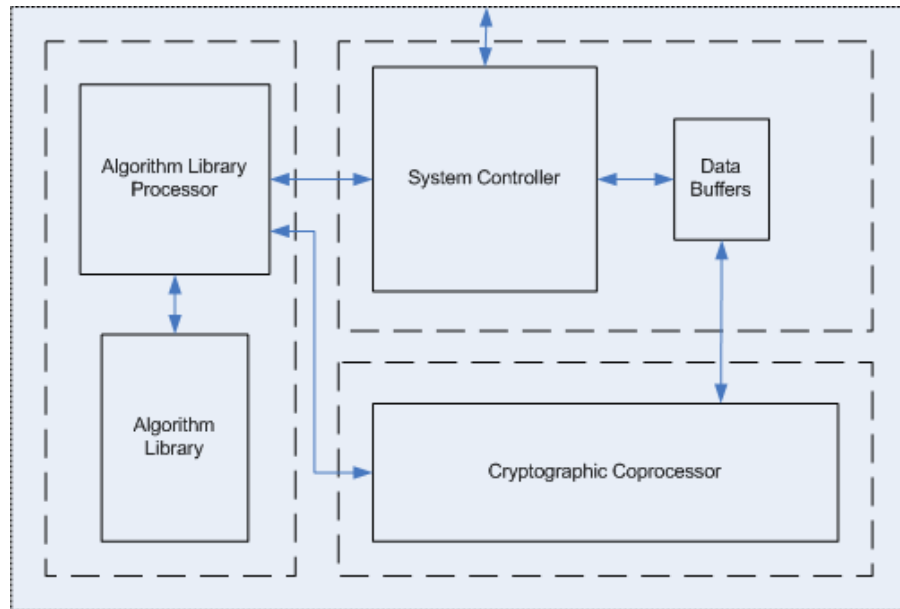 Algorithm Library
Processor
System Controller
Data
Buffers
Algorithm
Library
Cryptographic Coprocessor